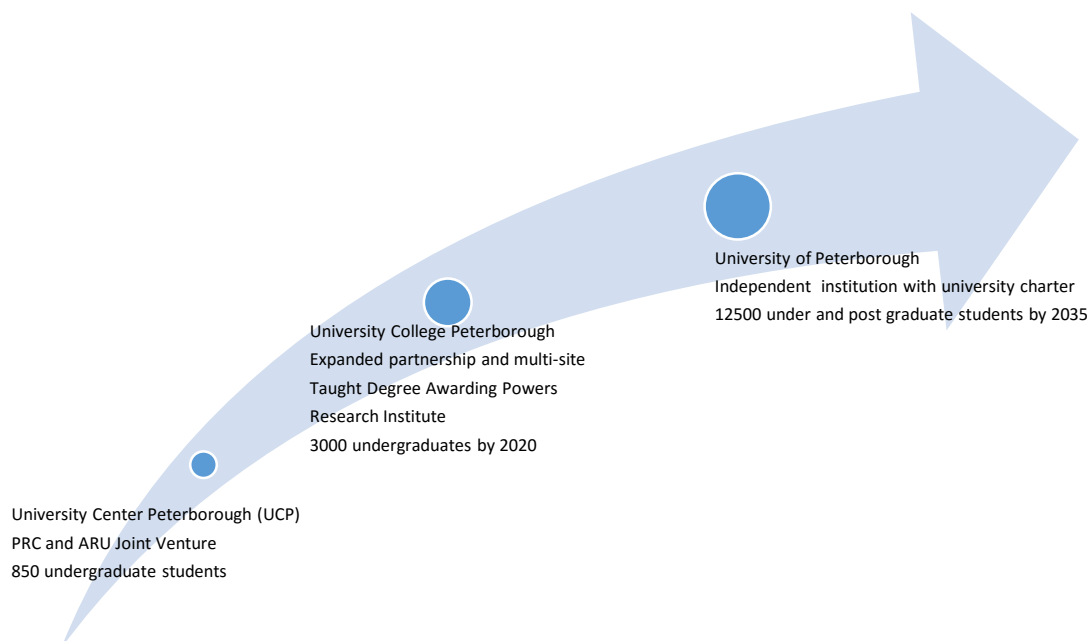 University Center Peterborough (UCP)
PRC and ARU Joint Venture
850 undergraduate students
University College Peterborough
Expanded partnership and multi-site
Taught Degree Awarding Powers
Research Institute
3000 undergraduates by 2020
University of Peterborough
Independent  institution with university charter
12500 under and post graduate students by 2035